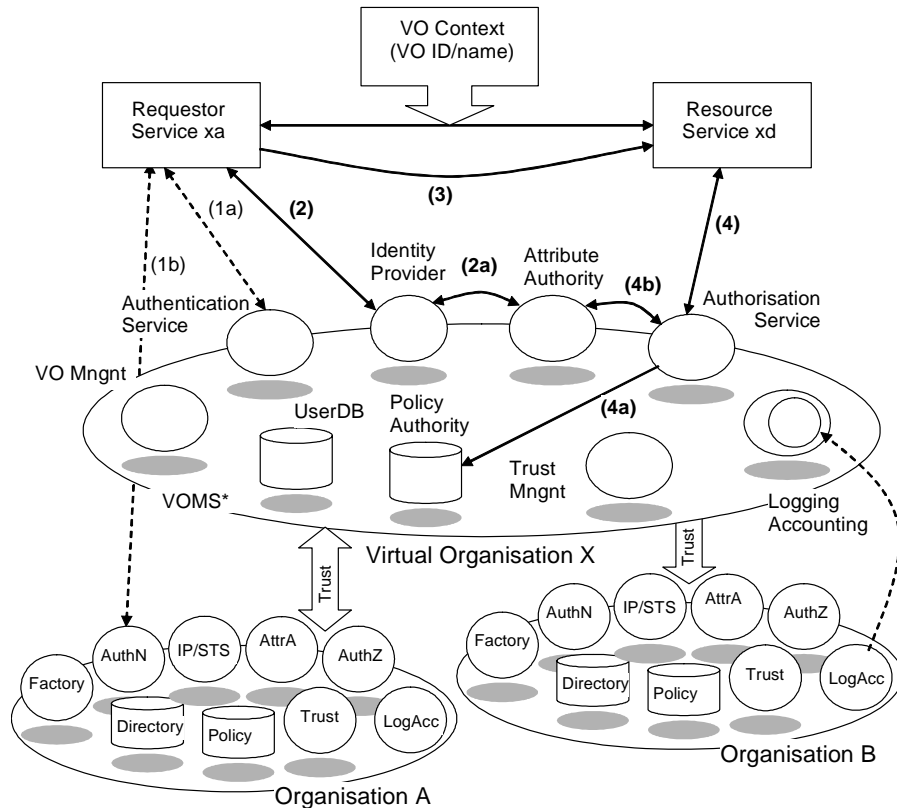 VO Context
(VO ID/name)
Requestor
Service xa
Resource
Service xd
(3)
(1a)
(2)
(4)
(1b)
Identity
Provider
(2a)
Attribute
Authority
(4b)
Authentication
Service
Authorisation
Service
VO Mngnt
UserDB
Policy
Authority
(4a)
Trust
Mngnt
VOMS*
Logging
Accounting
Virtual Organisation X
Trust
Trust
AuthN
IP/STS
AttrA
AuthZ
Factory
Directory
Policy
Trust
LogAcc
Organisation A
AuthN
IP/STS
AttrA
AuthZ
Factory
Directory
Policy
Trust
LogAcc
Organisation B